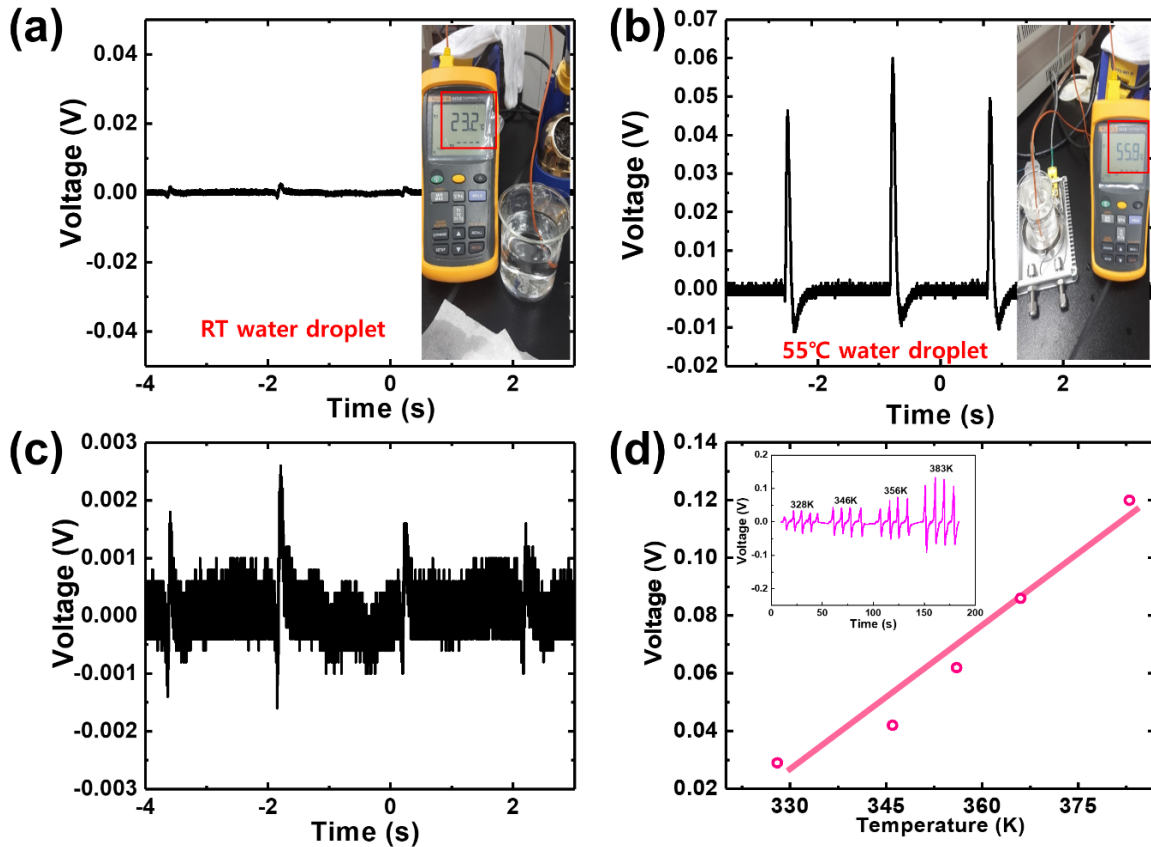 (a)
0.04
0.02
0.00
-0.02
-0.04
Voltage (V)
-4
-2
0
2
Time (s)
23.2
RT water droplet
(b)
0.07
0.06
0.05
0.04
0.03
0.02
0.01
0.00
-0.01
-0.02
Voltage (V)
-2
0
2
Time (s)
55.9
55℃ water droplet
(c)
0.003
0.002
0.001
0.000
-0.001
-0.002
-0.003
Voltage (V)
-4
-2
0
2
Time (s)
(d)
0.14
0.12
0.10
0.08
0.06
0.04
0.02
Voltage (V)
330
345
360
375
Temperature (K)
0.2
0.1
0.0
-0.1
-0.2
Voltage (V)
0
50
100
150
200
Time (s)
328K
346K
356K
383K